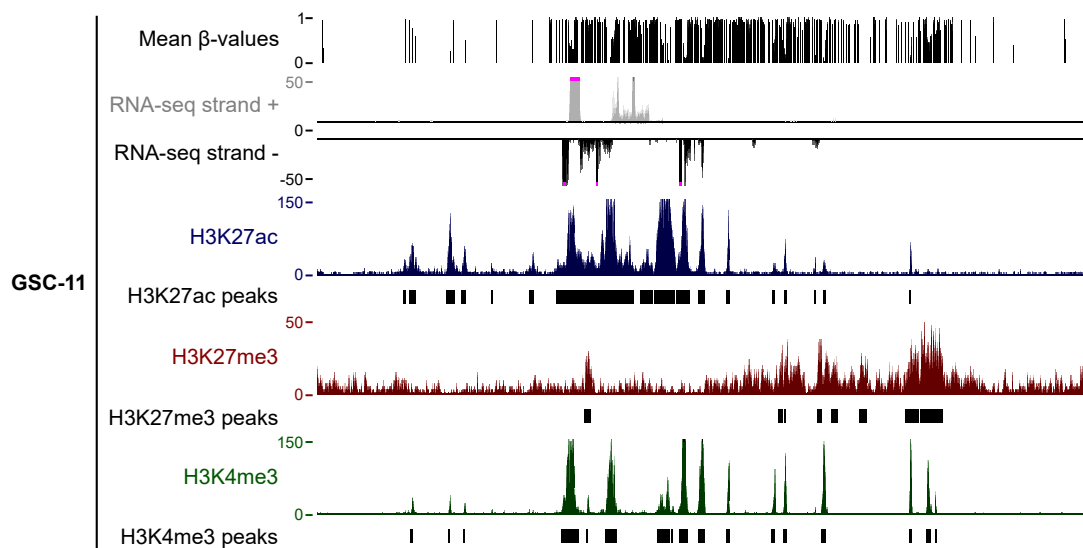 1
Mean β-values
0
50
RNA-seq strand +
0
RNA-seq strand -
-50
150
H3K27ac
0
GSC-11
H3K27ac peaks
50
H3K27me3
0
H3K27me3 peaks
150
H3K4me3
0
H3K4me3 peaks